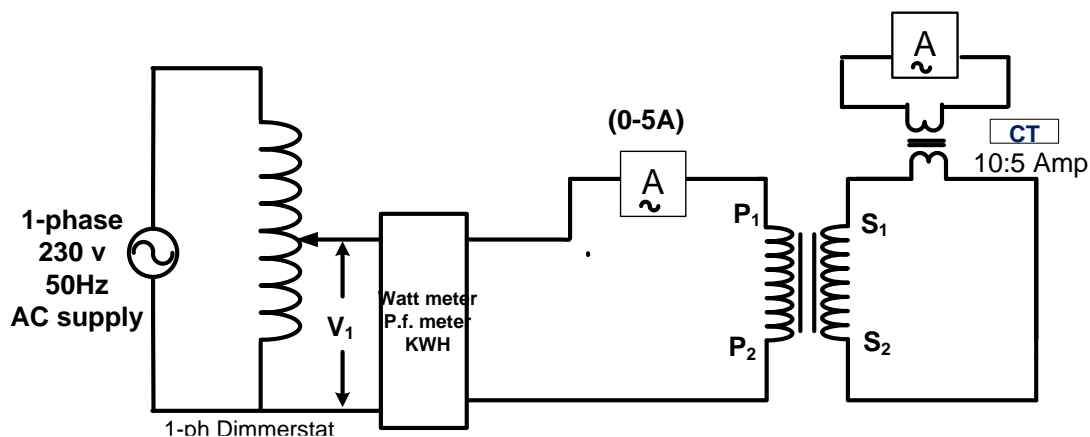 A
(0-5A)
CT
10:5 Amp
A
P1
S1
1-phase
230 v
50Hz
AC supply
V1
Watt meter
P.f. meter
KWH
P2
S2
1-ph Dimmerstat